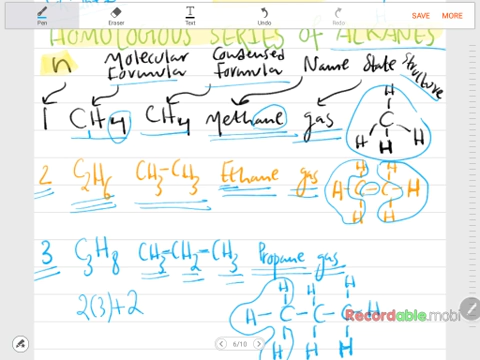 Pen Eraser Text Undo Redo SAVE MORE
HOMOLOGOUS SERIES of ALKANES
n Molecular Formula Condensed Formula Name State Structure
1 CH4 CH4 Methane gas
H
C
H H H
2 C2H6 CH3-CH3 Ethane gas
H H
H-C-C-H
H H
3 C3H8 CH3-CH2-CH3 Propane gas
2(3)+2
H H H
H-C-C-C-H
H H H
Recordable.mobi
6/10